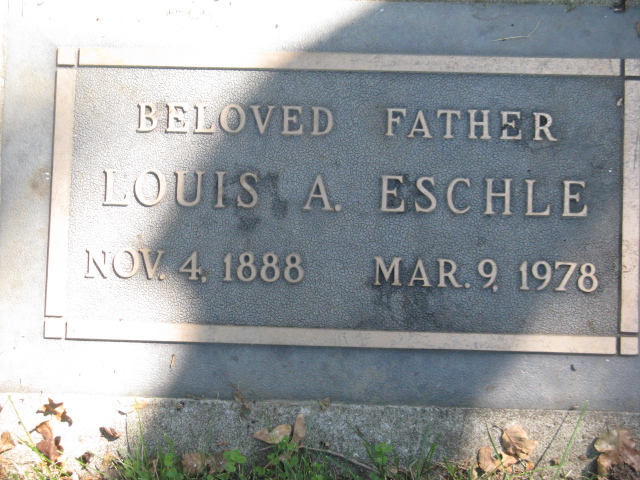 BELOVED FATHER
LOUIS A. ESCHLE
NOV. 4, 1888 MAR. 9, 1978